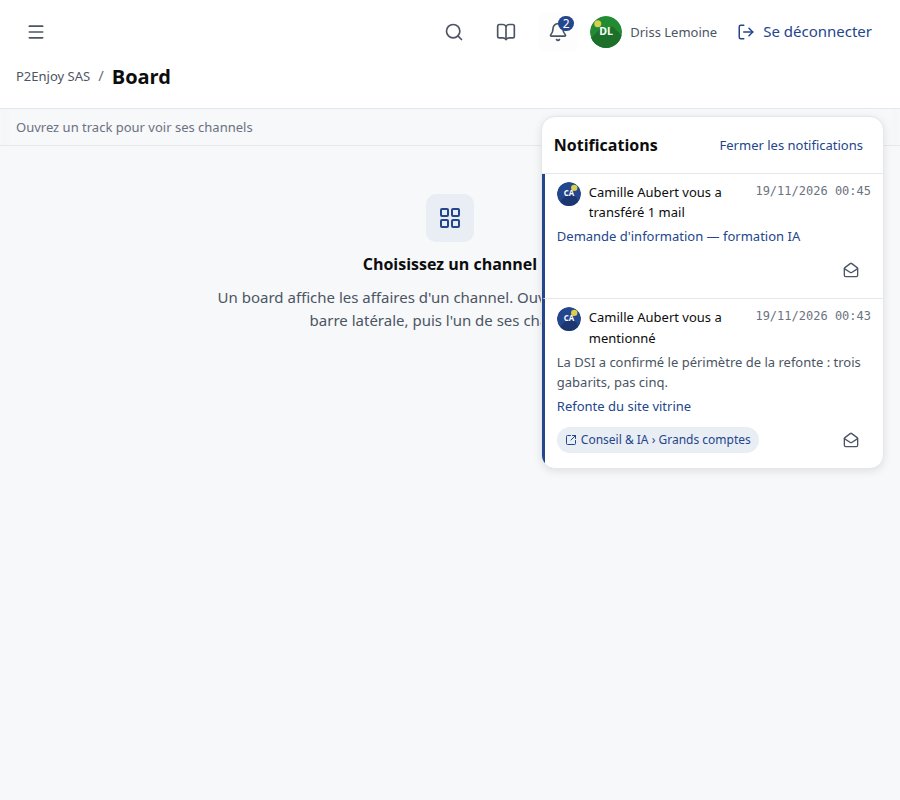 2
DL
Driss Lemoine
Se déconnecter
P2Enjoy SAS / Board
Ouvrez un track pour voir ses channels
Choisissez un channel
Un board affiche les affaires d'un channel.
barre latérale, puis l'un de ses
Notifications
Fermer les notifications
CA
Camille Aubert vous a
transféré 1 mail
19/11/2026 00:45
Demande d'information — formation IA
CA
Camille Aubert vous a
mentionné
19/11/2026 00:43
La DSI a confirmé le périmètre de la refonte : trois
gabarits, pas cinq.
Refonte du site vitrine
Conseil & IA › Grands comptes